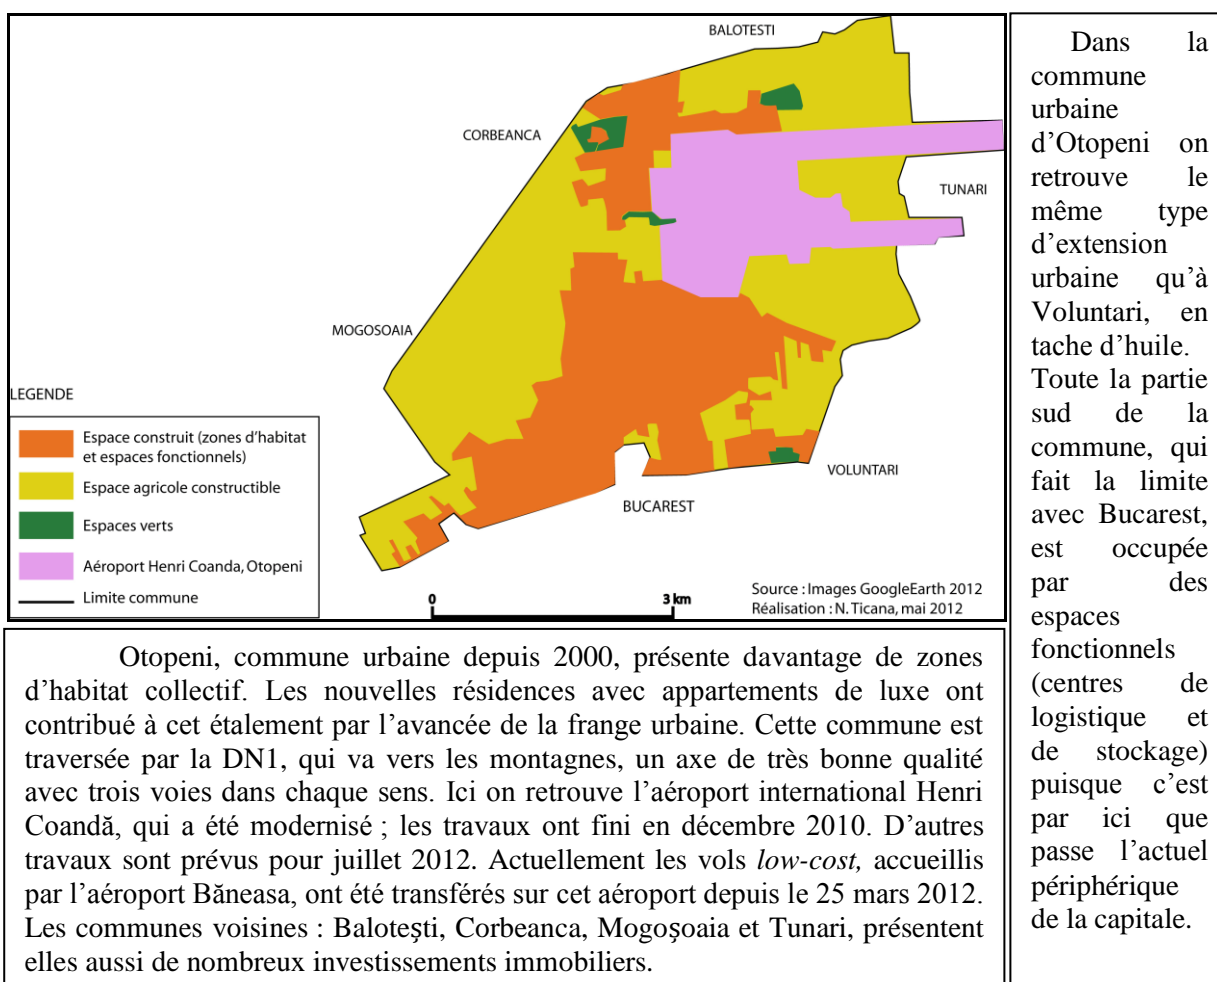 BALOTESTI
CORBEANCA
TUNARI
MOGOSOAIA
LEGENDE
Espace construit (zones d'habitat
et espaces fonctionnels)
Espace agricole constructible
Espaces verts
Aéroport Henri Coanda, Otopeni
Limite commune
VOLUNTARI
BUCAREST
0 3 km
Source : Images GoogleEarth 2012
Réalisation : N. Ticana, mai 2012
Dans la
commune
urbaine
d’Otopeni on
retrouve le
même type
d’extension
urbaine qu’à
Voluntari, en
tache d’huile.
Toute la partie
sud de la
commune, qui
fait la limite
avec Bucarest,
est occupée
par des
espaces
fonctionnels
(centres de
logistique et
de stockage)
puisque c’est
par ici que
passe l’actuel
périphérique
de la capitale.
Otopeni, commune urbaine depuis 2000, présente davantage de zones
d’habitat collectif. Les nouvelles résidences avec appartements de luxe ont
contribué à cet étalement par l’avancée de la frange urbaine. Cette commune est
traversée par la DN1, qui va vers les montagnes, un axe de très bonne qualité
avec trois voies dans chaque sens. Ici on retrouve l’aéroport international Henri
Coandă, qui a été modernisé ; les travaux ont fini en décembre 2010. D’autres
travaux sont prévus pour juillet 2012. Actuellement les vols low-cost, accueillis
par l’aéroport Băneasa, ont été transférés sur cet aéroport depuis le 25 mars 2012.
Les communes voisines : Balotești, Corbeanca, Mogoșoaia et Tunari, présentent
elles aussi de nombreux investissements immobiliers.